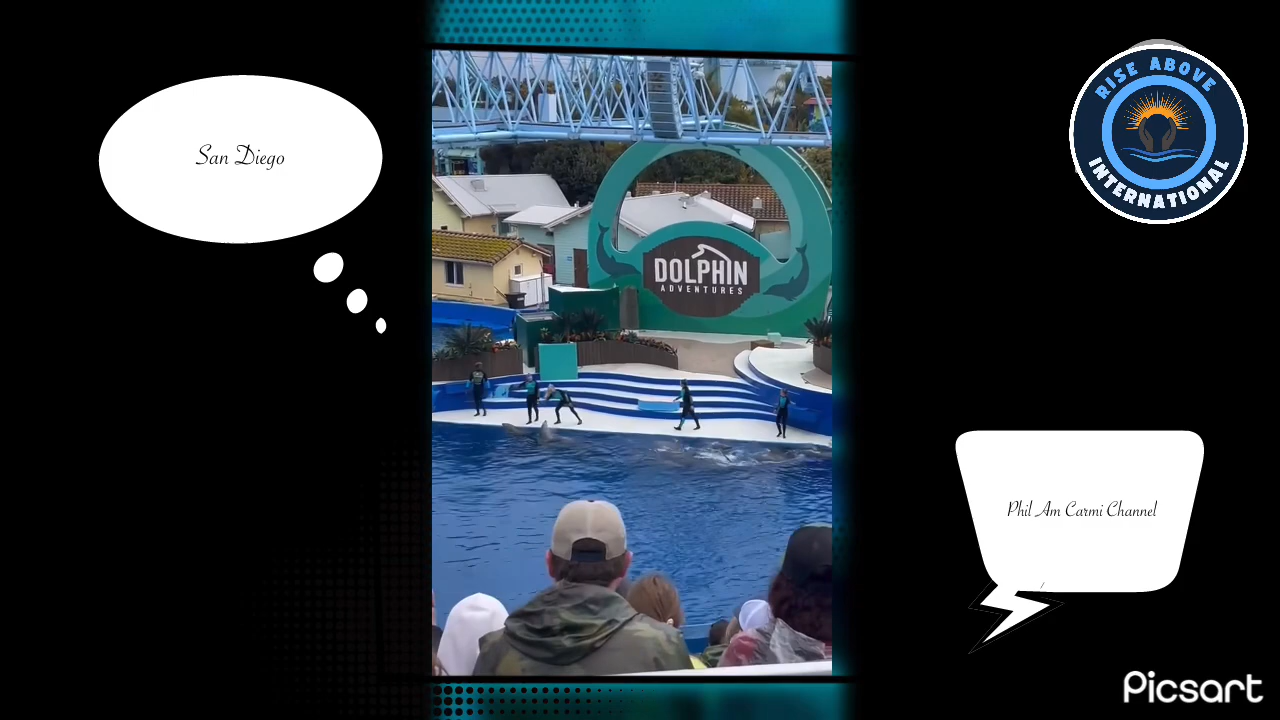 San Diego
RISE ABOVE
INTERNATIONAL
DOLPHIN
ADVENTURES
Phil Am Carmi Channel
Picsart